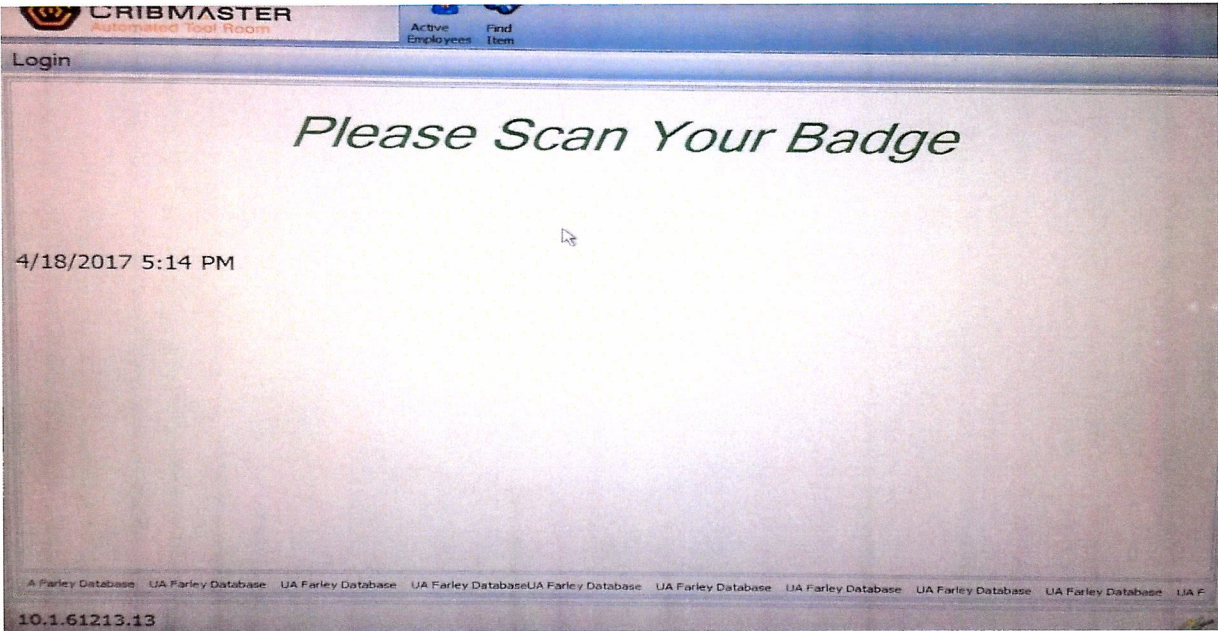 CRIBMASTER
Automated Tool Room
Active
Employees
Find
Item
Login
Please Scan Your Badge
4/18/2017 5:14 PM
A Farley Database UA Farley Database UA Farley Database UA Farley DatabaseUA Farley Database UA Farley Database UA Farley Database UA Farley Database UA Farley Database UA F
10.1.61213.13